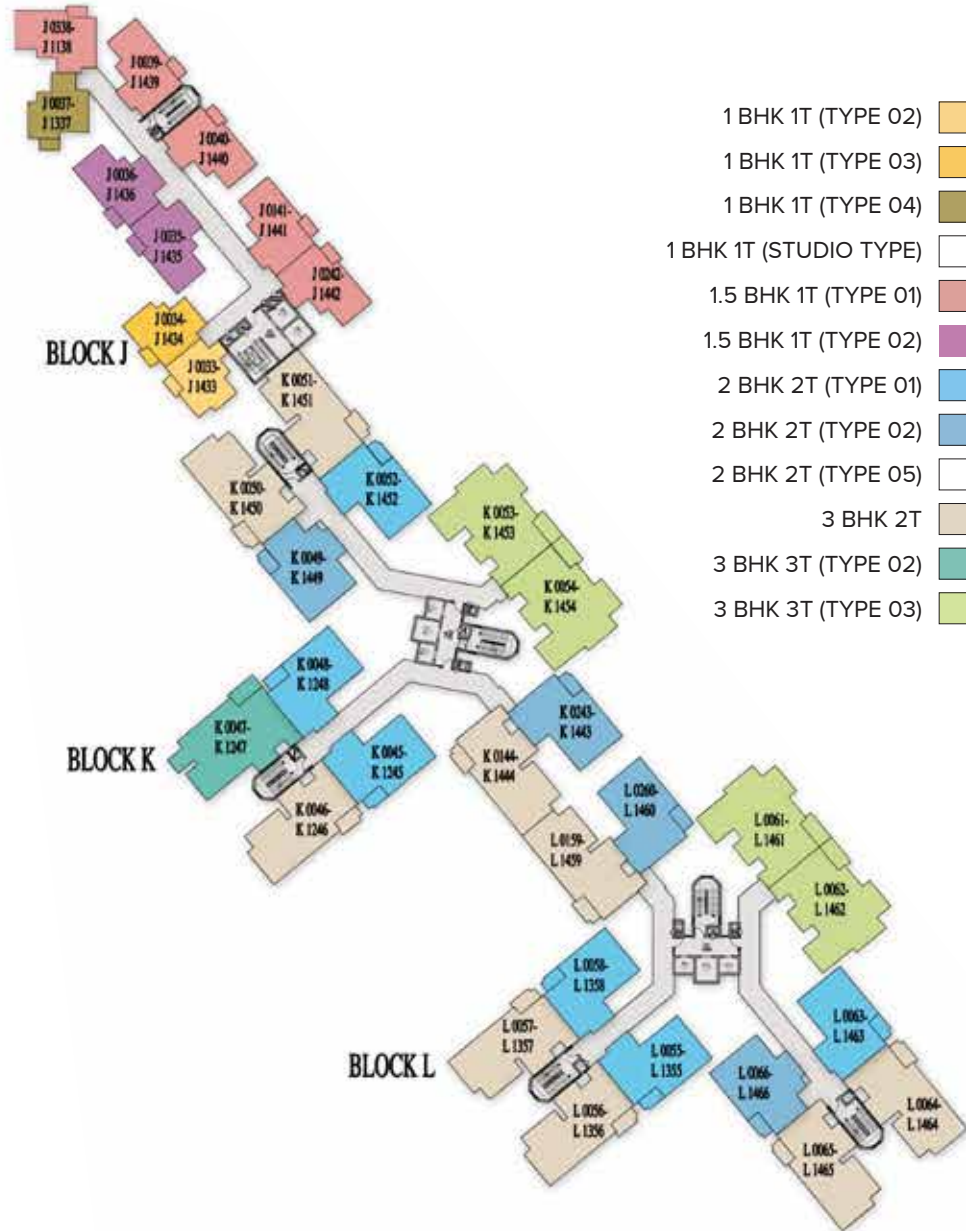 J 0538-
J 1138
J 0039-
J 1439
J 0037-
J 1337
J 0040-
J 1440
J 0036-
J 1436
J 0035-
J 1435
J 0141-
J 1441
J 0242-
J 1442
J 0034-
J 1434
BLOCK J
J 0033-
J 1433
K 0051-
K 1451
K 0050-
K 1450
K 0052-
K 1452
K 0049-
K 1449
K 0053-
K 1453
K 0054-
K 1454
K 0048-
K 1248
K 0047-
K 1247
BLOCK K
K 0045-
K 1245
K 0046-
K 1246
K 0243-
K 1443
K 0144-
K 1444
L 0260-
L 1460
L 0159-
L 1459
L 0061-
L 1461
L 0062-
L 1462
L 0058-
L 1358
L 0057-
L 1357
BLOCK L
L 0055-
L 1355
L 0056-
L 1356
L 0063-
L 1463
L 0066-
L 1466
L 0064-
L 1464
L 0065-
L 1465
1 BHK 1T (TYPE 02)
1 BHK 1T (TYPE 03)
1 BHK 1T (TYPE 04)
1 BHK 1T (STUDIO TYPE)
1.5 BHK 1T (TYPE 01)
1.5 BHK 1T (TYPE 02)
2 BHK 2T (TYPE 01)
2 BHK 2T (TYPE 02)
2 BHK 2T (TYPE 05)
3 BHK 2T
3 BHK 3T (TYPE 02)
3 BHK 3T (TYPE 03)